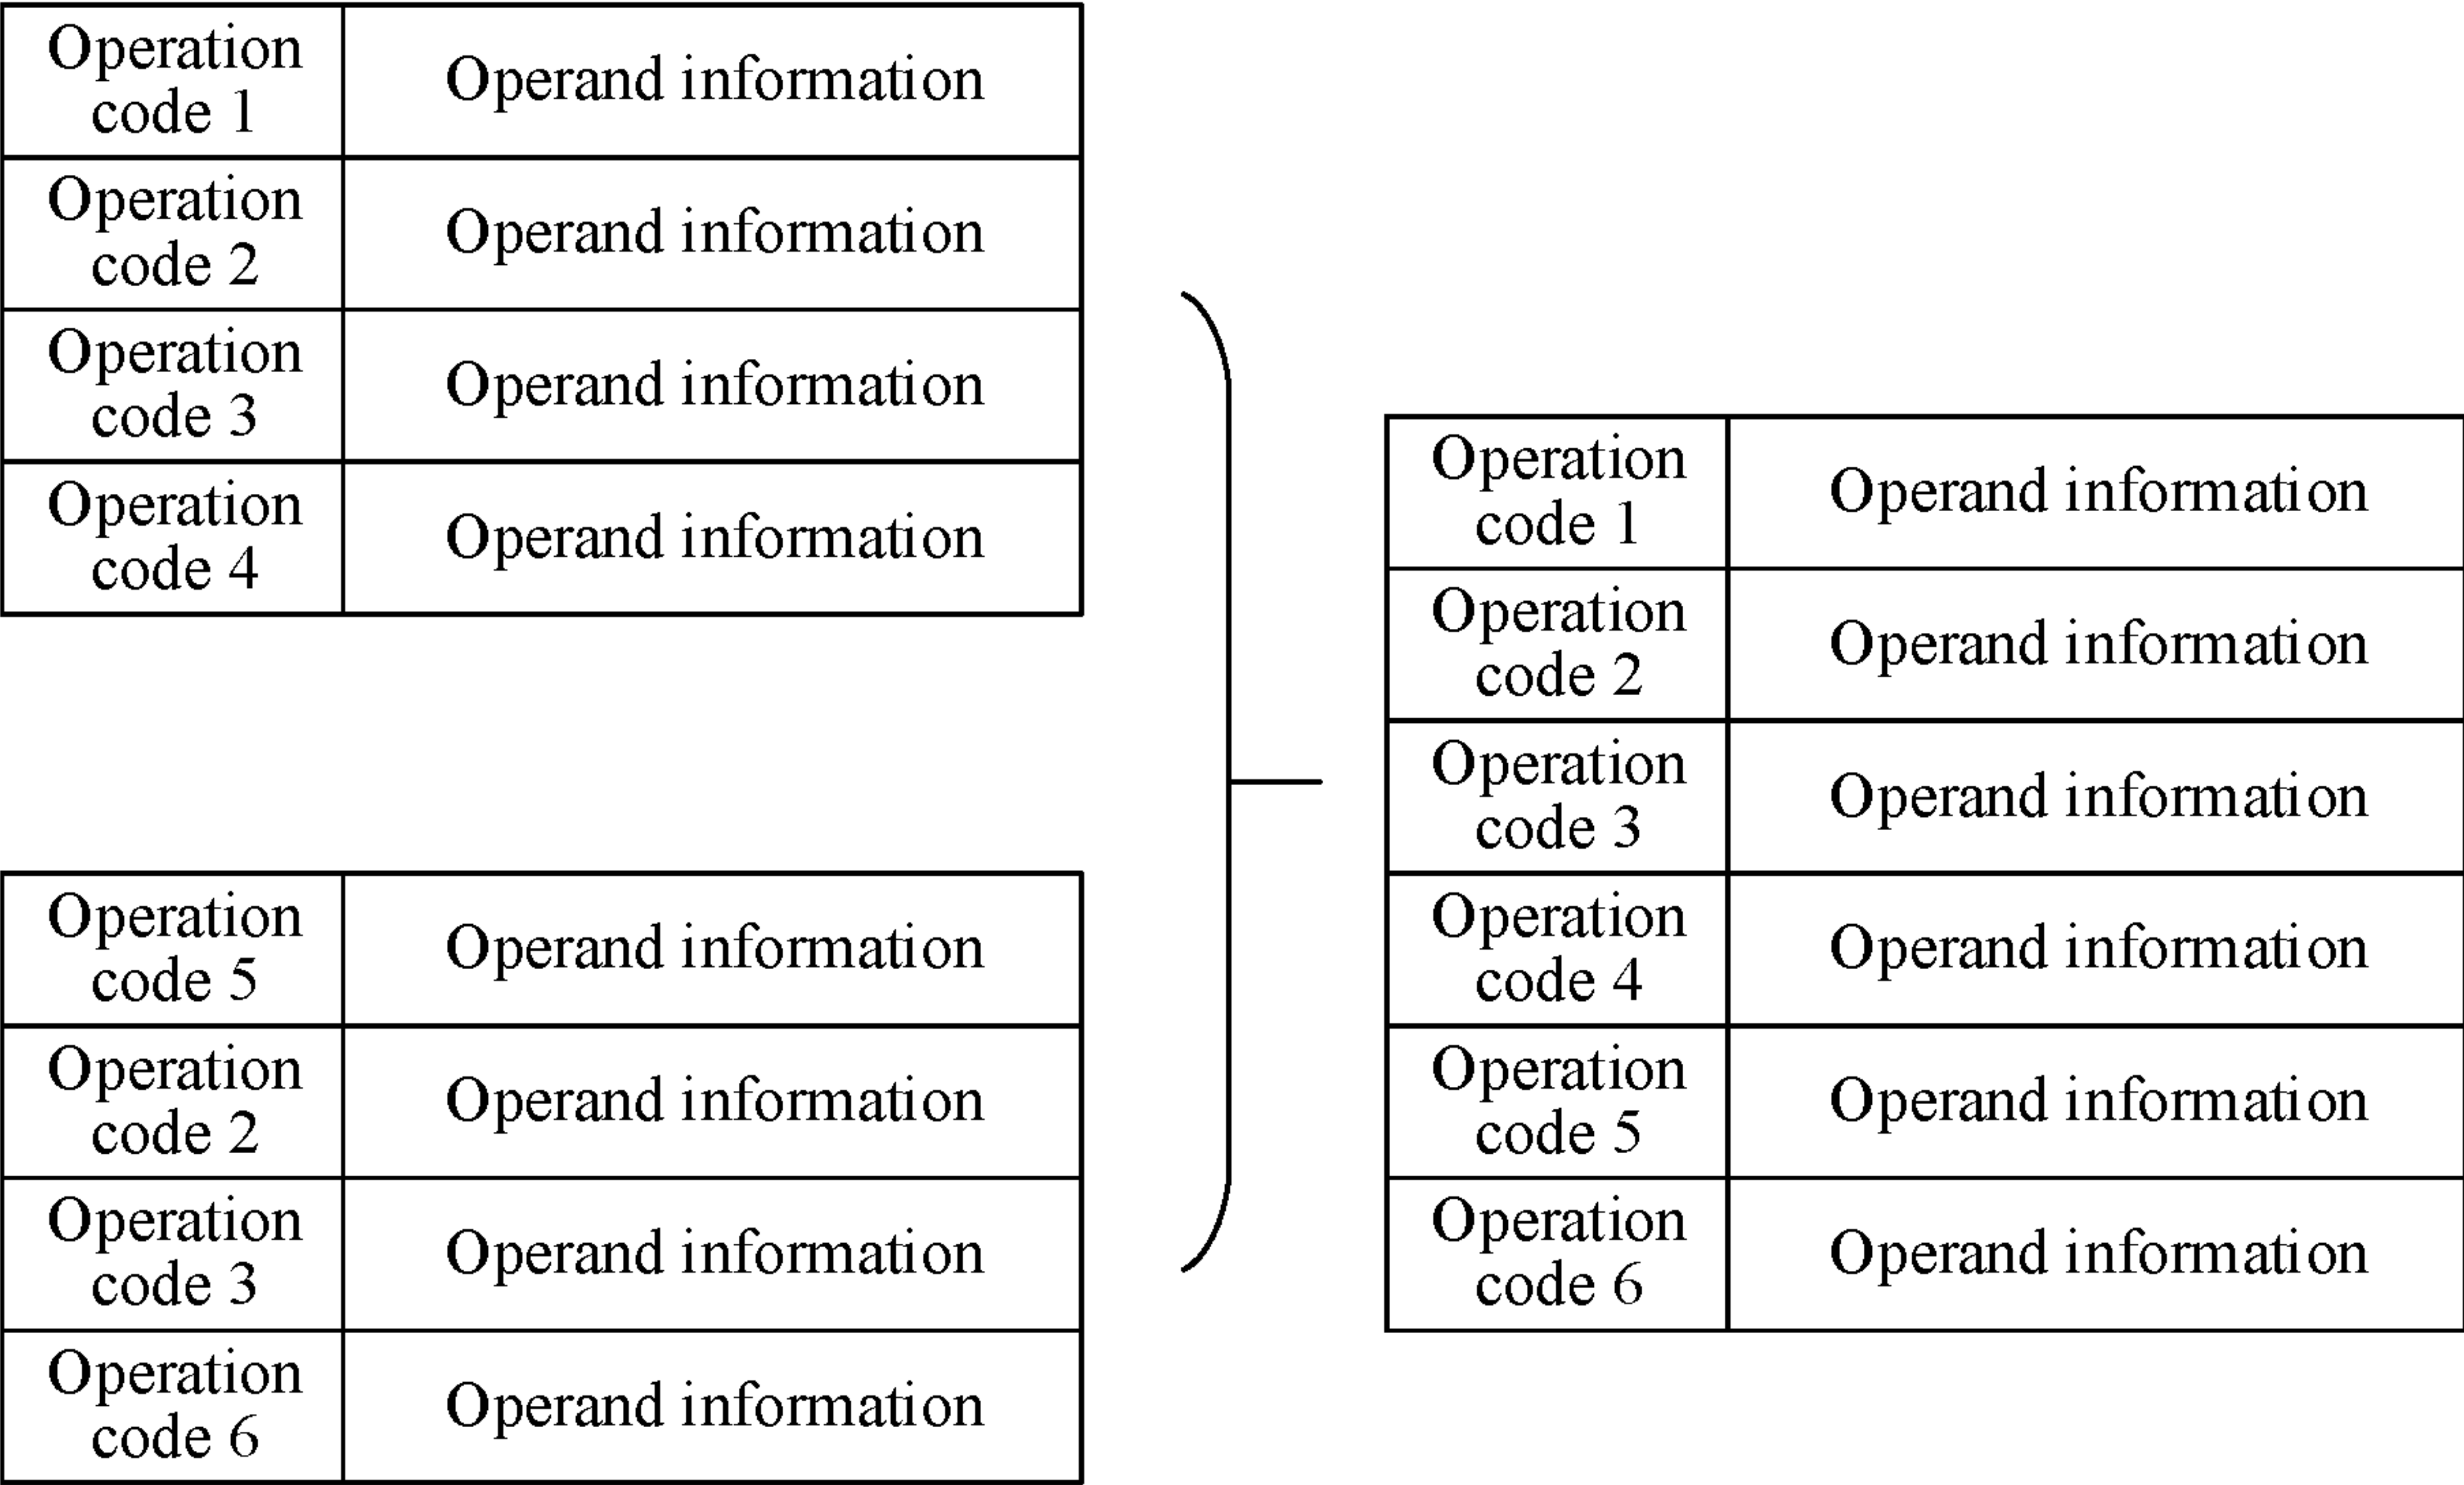 Operation
code 1
Operand information
Operation
code 2
Operand information
Operation
code 3
Operand information
Operation
code 4
Operand information
Operation
code 5
Operand information
Operation
code 2
Operand information
Operation
code 3
Operand information
Operation
code 6
Operand information
Operation
code 1
Operand information
Operation
code 2
Operand information
Operation
code 3
Operand information
Operation
code 4
Operand information
Operation
code 5
Operand information
Operation
code 6
Operand information